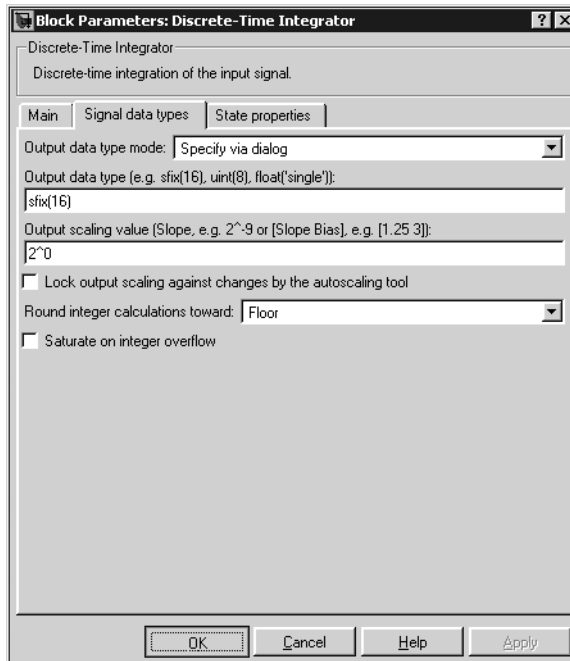 Block Parameters: Discrete-Time Integrator
Discrete-Time Integrator
Discrete-time integration of the input signal.
Main Signal data types State properties
Output data type mode: Specify via dialog
Output data type (e.g. sfix(16), uint(8), float('single')):
sfix(16)
Output scaling value (Slope, e.g. 2^-9 or [Slope Bias], e.g. [1.25 3]):
2^0
Lock output scaling against changes by the autoscaling tool
Round integer calculations toward: Floor
Saturate on integer overflow
OK Cancel Help Apply